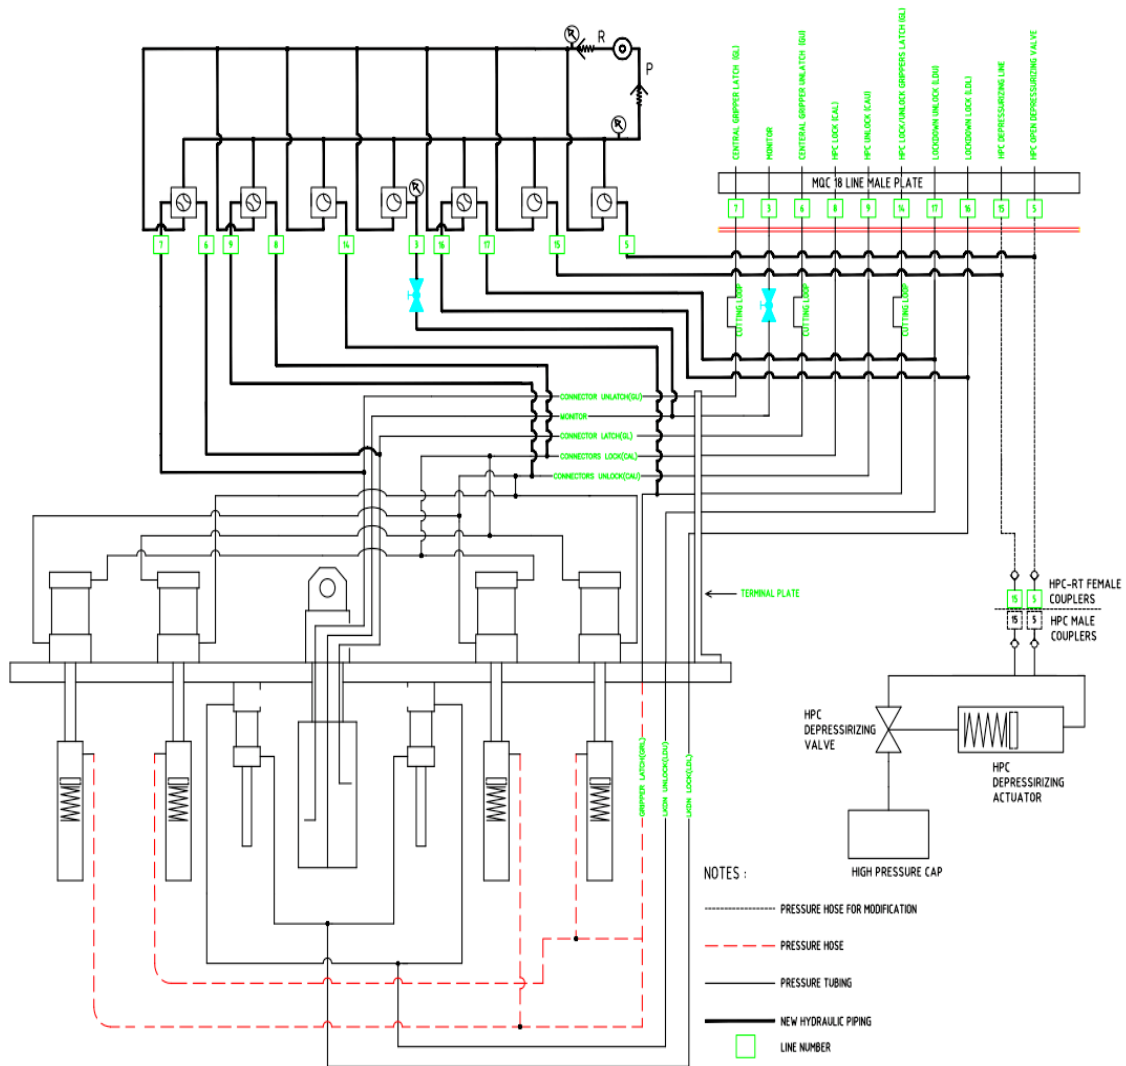 R
P
CENTRAL GRIPPER LATCH (GL)
MONITOR
CENTERAL GRIPPER UNLATCH (GU)
HPC LOCK (CAL)
HPC UNLOCK (CAU)
HPC LOCK/UNLOCK GRIPPERS LATCH (GL)
LOCKDOWN UNLOCK (LDU)
LOCKDOWN LOCK (LDL)
HPC DEPRESSURIZING LINE
HPC OPEN DEPRESSURIZING VALVE
MQC 18 LINE MALE PLATE
7
3
6
8
9
14
17
16
15
5
7
6
9
8
14
3
16
17
15
5
CUTTING LOOP
CUTTING LOOP
CUTTING LOOP
CONNECTOR UNLATCH(GU)
MONITOR
CONNECTOR LATCH(GL)
CONNECTORS LOCK(CAL)
CONNECTORS UNLOCK(CAU)
TERMINAL PLATE
HPC-RT FEMALE
COUPLERS
15
5
HPC MALE
COUPLERS
15
5
HPC
DEPRESSIRIZING
VALVE
HPC
DEPRESSIRIZING
ACTUATOR
HIGH PRESSURE CAP
GRIPPER LATCH(GRL)
LKDN UNLOCK(LDU)
LKDN LOCK(LDL)
NOTES :
PRESSURE HOSE FOR MODIFICATION
PRESSURE HOSE
PRESSURE TUBING
NEW HYDRAULIC PIPING
LINE NUMBER